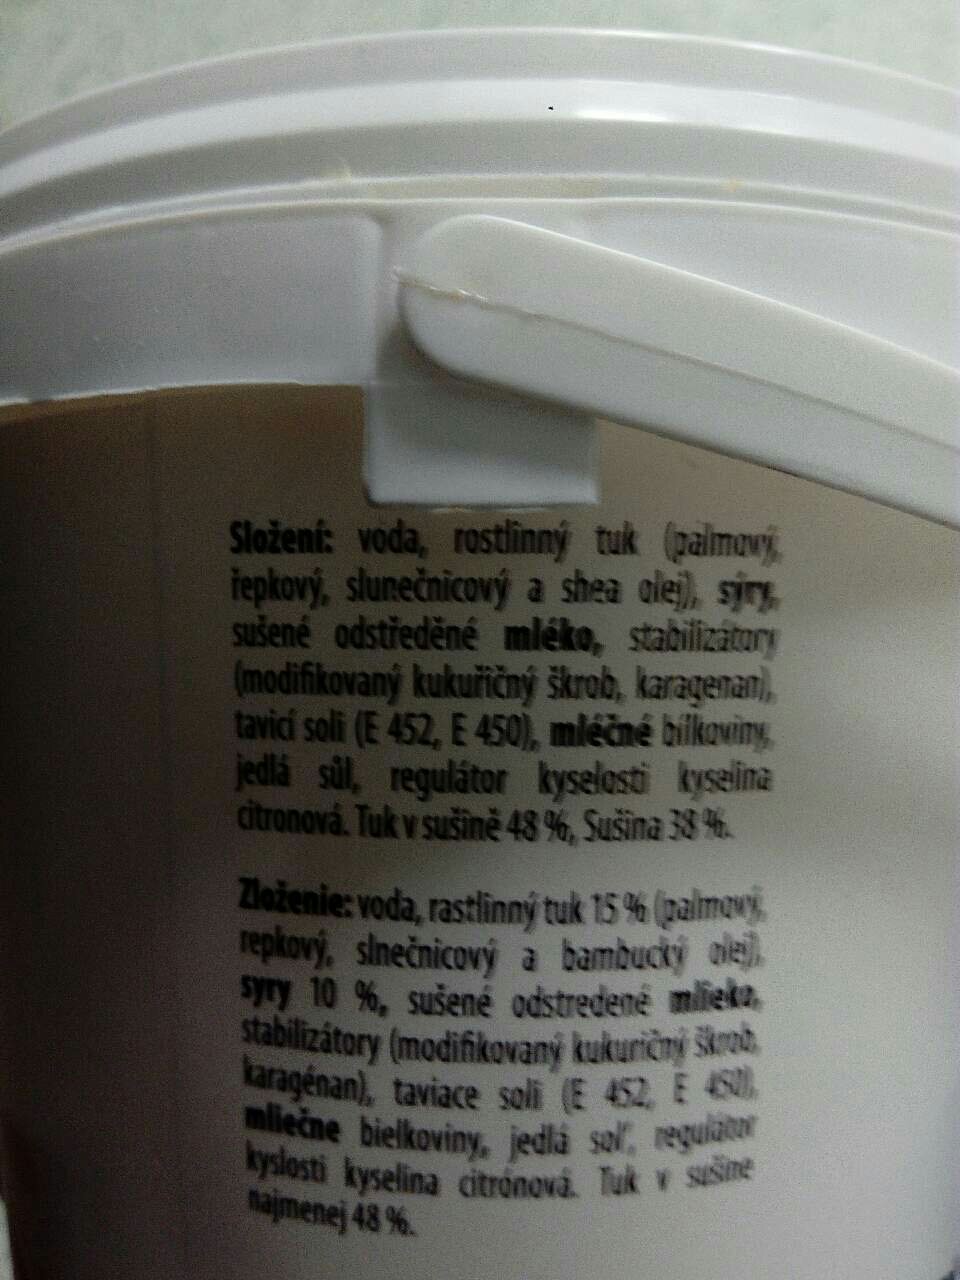 Složení: voda, rostlinný tuk (palmový,
řepkový, slunečnicový a shea olej), sýry,
sušené odstředěné mléko, stabilizátory
(modifikovaný kukuřičný škrob, karagenan),
tavicí soli (E 452, E 450), mléčné bílkoviny,
jedlá sůl, regulátor kyselosti kyselina
citronová. Tuk v sušině 48 %, Sušina 38 %.
Zloženie: voda, rastlinný tuk 15 % (palmový,
repkový, slnečnicový a bambucký olej),
syry 10 %, sušené odstredené mlieko,
stabilizátory (modifikovaný kukuričný škrob,
karagénan), taviace soli (E 452, E 450),
mliečne bielkoviny, jedlá soľ, regulátor
kyslosti kyselina citrónová. Tuk v sušine
najmenej 48 %.